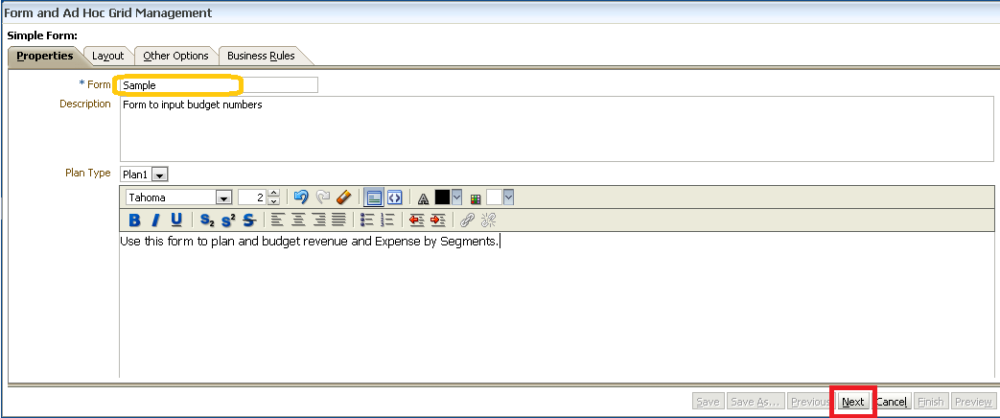 Form and Ad Hoc Grid Management
Simple Form:
Properties Layout Other Options Business Rules
* Form Sample
Description Form to input budget numbers
Plan Type Plan1
Tahoma 2
B I U S2 S2 S
Use this form to plan and budget revenue and Expense by Segments.
Save Save As... Previous Next Cancel Finish Preview